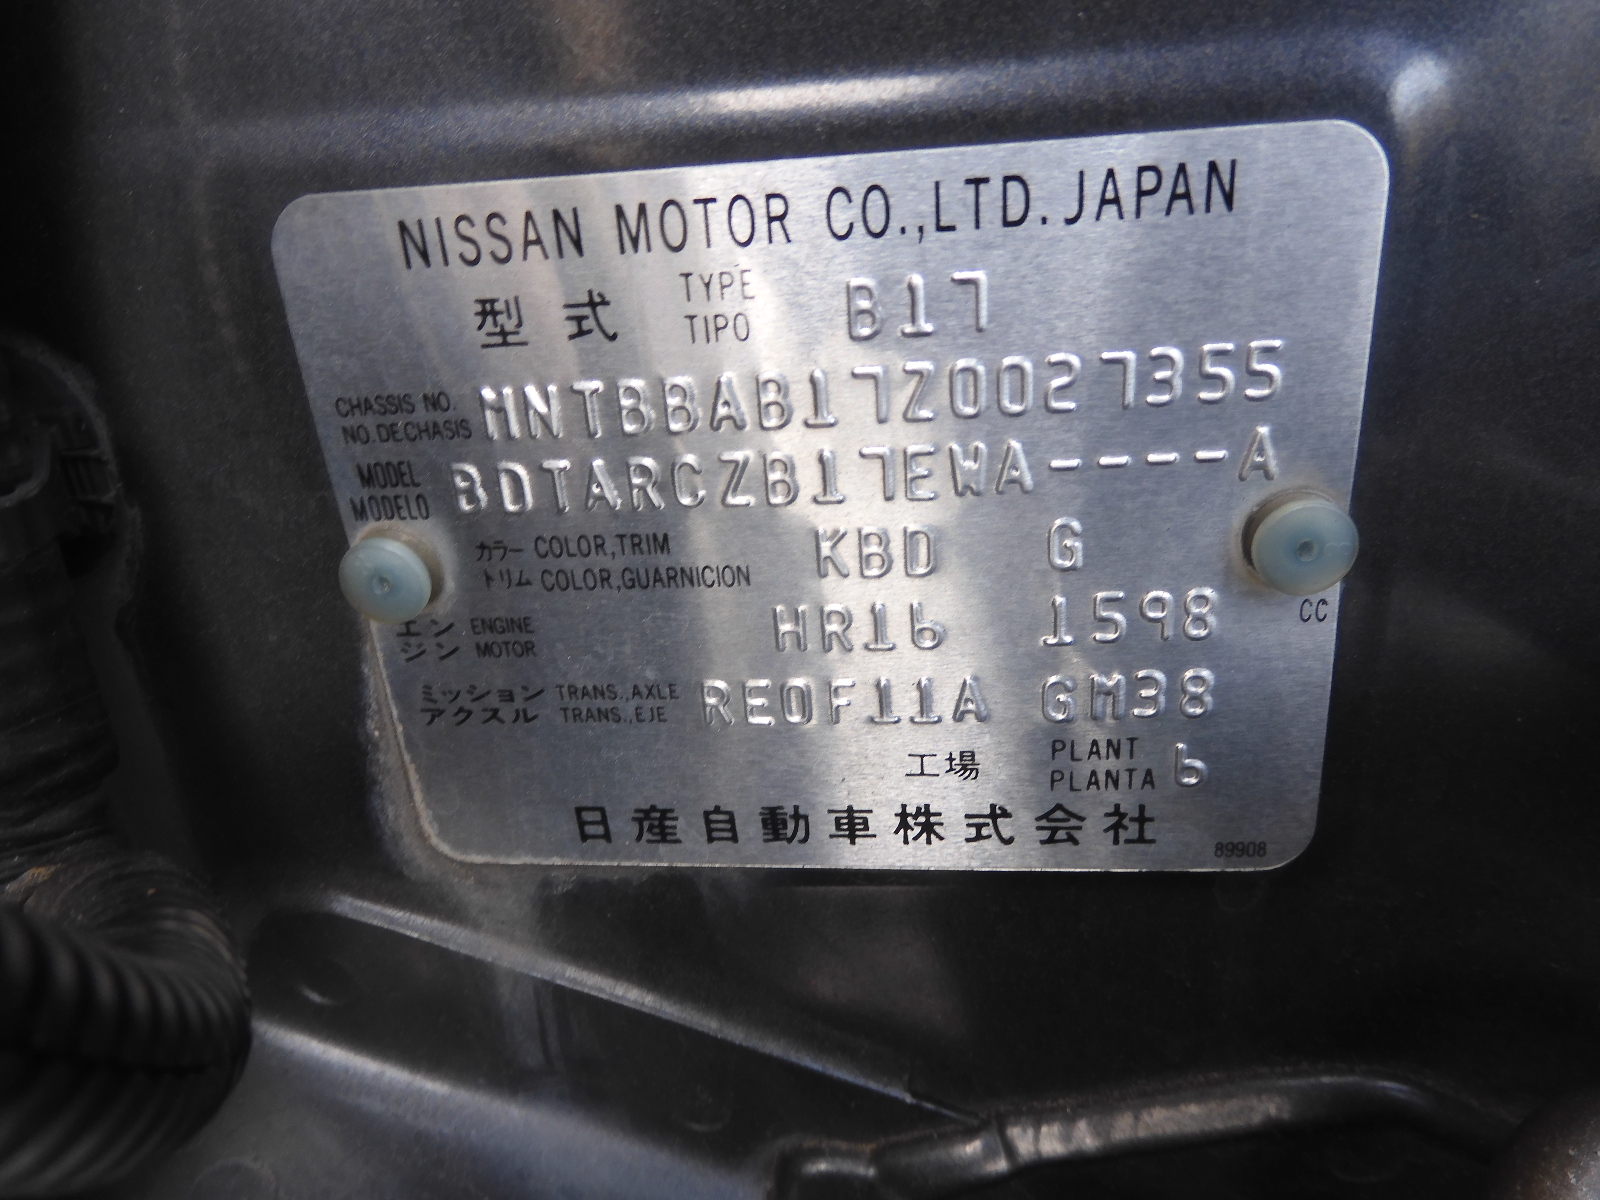 NISSAN MOTOR CO.,LTD. JAPAN
型式 TYPE TIPO B17
CHASSIS NO. NO.DECHASIS MNTBBAB17Z0027355
MODEL MODELO BDTARCZB17EWA----A
カラー COLOR,TRIM
トリム COLOR,GUARNICION KBD G
エンジン ENGINE MOTOR HR16 1598 CC
ミッション TRANS.,AXLE
アクスル TRANS.,EJE RE0F11A GM38
工場 PLANT PLANTA 6
日産自動車株式会社
89908